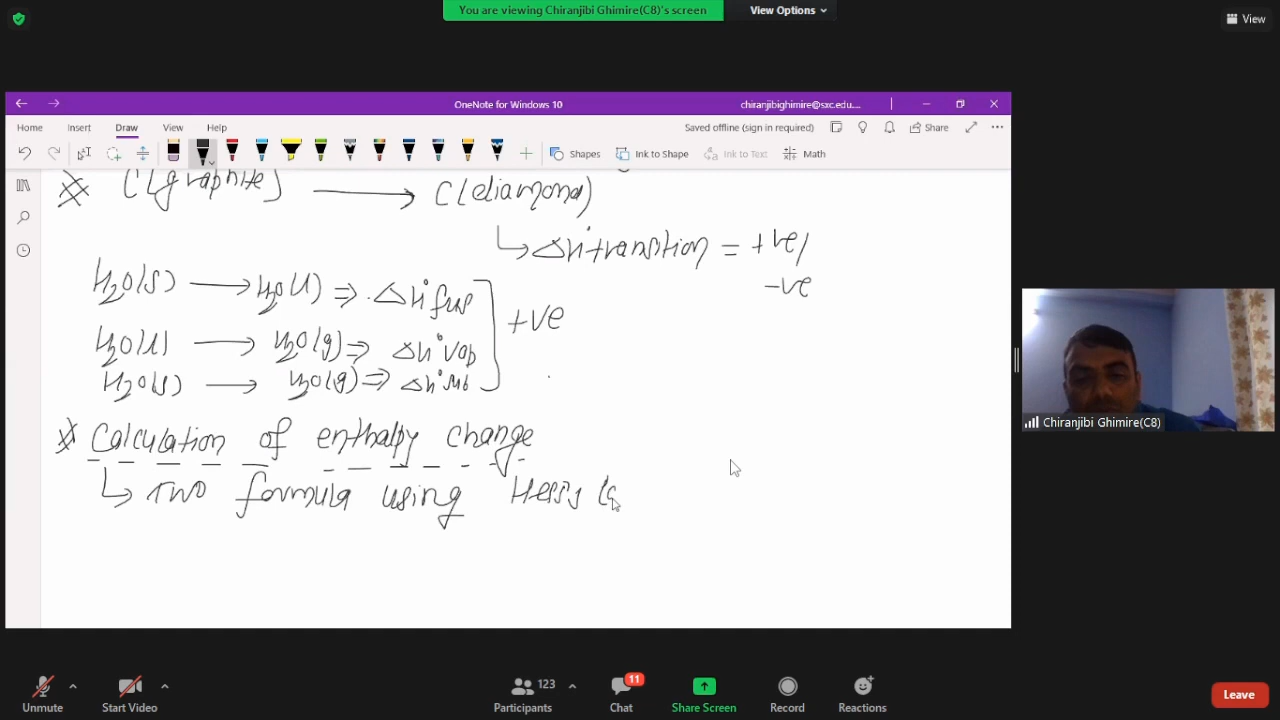 You are viewing Chiranjibi Ghimire(C8)'s screen
View Options
View
OneNote for Windows 10
chiranjibighimire@sxc.edu....
Home Insert Draw View Help
Saved offline (sign in required)
Share
Shapes
Ink to Shape
Ink to Text
Math
C(graphite) → C(diamond)
↳ ΔH°transition = +ve/
-ve
H₂O(s) → H₂O(l) ⇒ ΔH°fus
H₂O(l) → H₂O(g) ⇒ ΔH°vap
+ve
H₂O(s) → H₂O(g) ⇒ ΔH°sub
* Calculation of enthalpy change
↳ Two formula using Hess's
Chiranjibi Ghimire(C8)
Unmute
Start Video
123
Participants
11
Chat
Share Screen
Record
Reactions
Leave